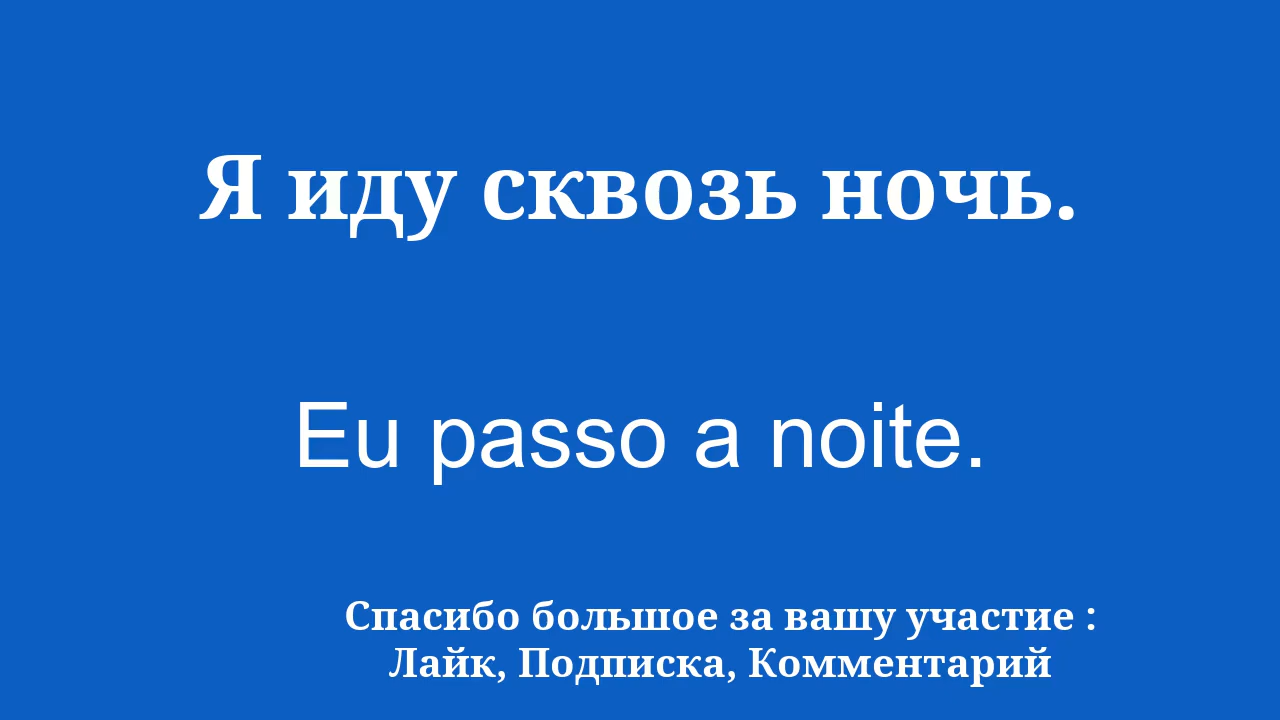 Я иду сквозь ночь.
Eu passo a noite.
Спасибо большое за вашу участие :
Лайк, Подписка, Комментарий